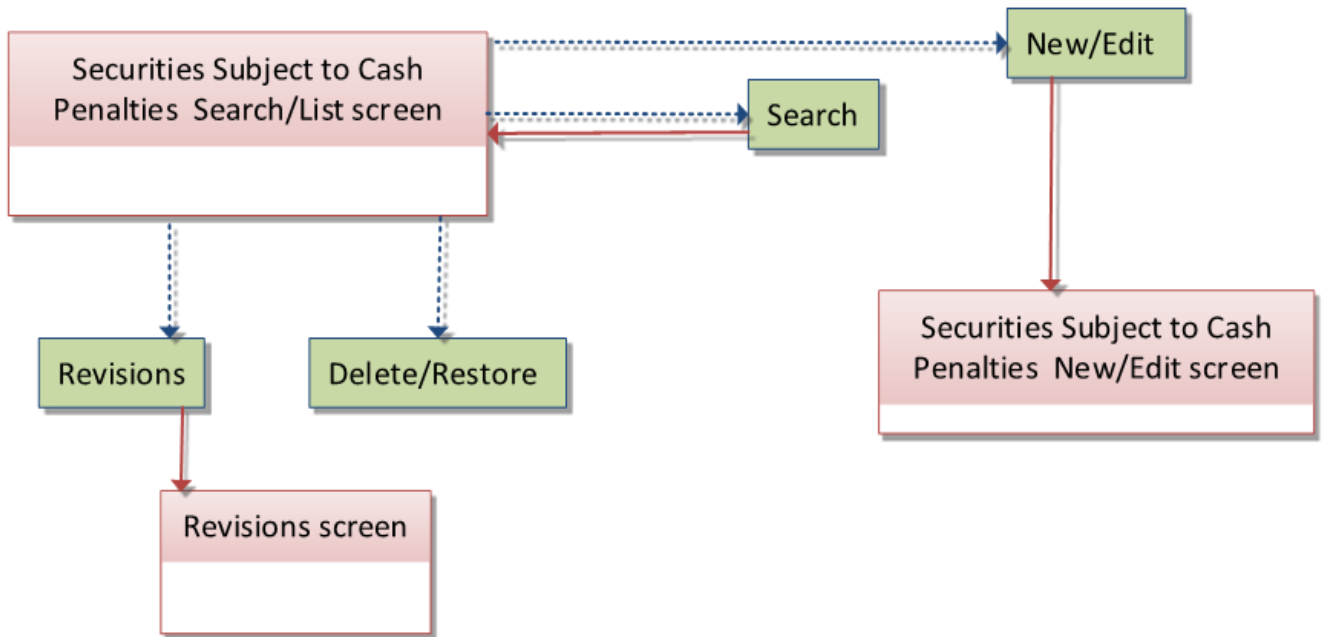 Securities Subject to Cash
Penalties  Search/List screen
New/Edit
Search
Revisions
Delete/Restore
Securities Subject to Cash
Penalties  New/Edit screen
Revisions screen